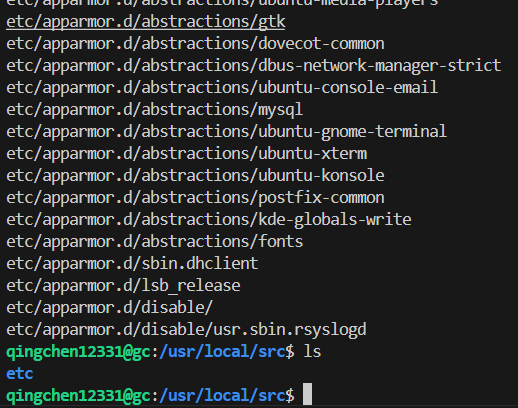 etc/apparmor.d/abstractions/ubuntu-media-players
etc/apparmor.d/abstractions/gtk
etc/apparmor.d/abstractions/dovecot-common
etc/apparmor.d/abstractions/dbus-network-manager-strict
etc/apparmor.d/abstractions/ubuntu-console-email
etc/apparmor.d/abstractions/mysql
etc/apparmor.d/abstractions/ubuntu-gnome-terminal
etc/apparmor.d/abstractions/ubuntu-xterm
etc/apparmor.d/abstractions/ubuntu-konsole
etc/apparmor.d/abstractions/postfix-common
etc/apparmor.d/abstractions/kde-globals-write
etc/apparmor.d/abstractions/fonts
etc/apparmor.d/sbin.dhclient
etc/apparmor.d/lsb_release
etc/apparmor.d/disable/
etc/apparmor.d/disable/usr.sbin.rsyslogd
qingchen12331@gc:/usr/local/src$ ls
etc
qingchen12331@gc:/usr/local/src$